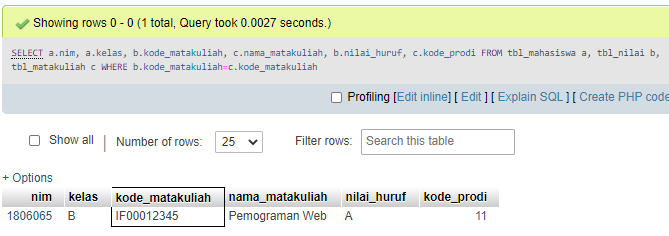 Showing rows 0 - 0 (1 total, Query took 0.0027 seconds.)
SELECT a.nim, a.kelas, b.kode_matakuliah, c.nama_matakuliah, b.nilai_huruf, c.kode_prodi FROM tbl_mahasiswa a, tbl_nilai b,
tbl_matakuliah c WHERE b.kode_matakuliah=c.kode_matakuliah
Profiling [Edit inline] [ Edit ] [ Explain SQL ] [ Create PHP code
Show all | Number of rows: 25 Filter rows: Search this table
+ Options
nim kelas kode_matakuliah nama_matakuliah nilai_huruf kode_prodi
1806065 B IF00012345 Pemograman Web A 11